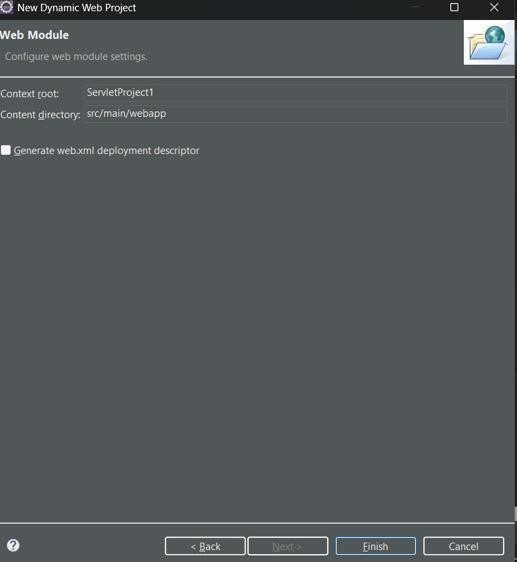 New Dynamic Web Project
Web Module
Configure web module settings.
Context root: ServletProject1
Content directory: src/main/webapp
Generate web.xml deployment descriptor
? < Back Next > Finish Cancel